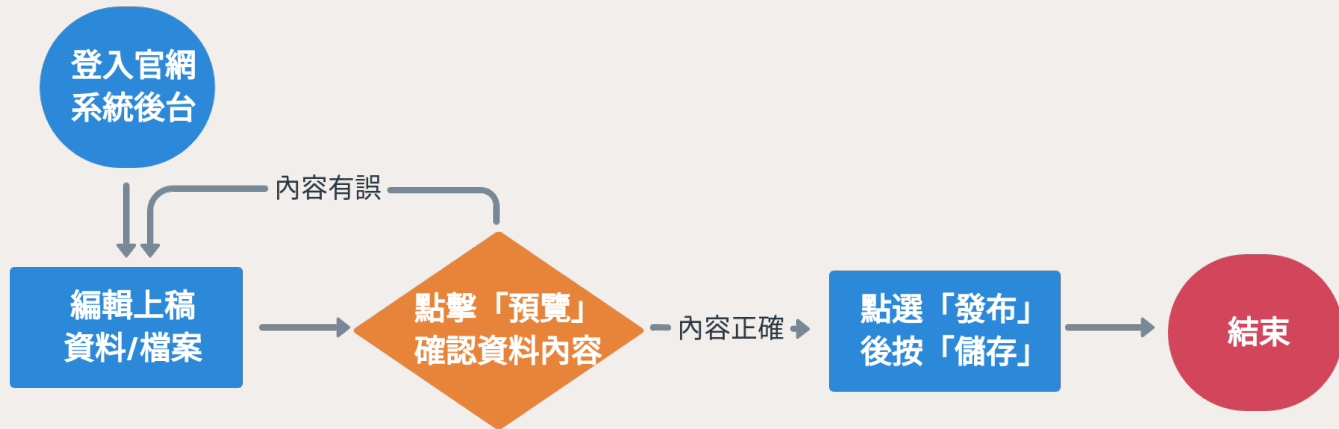 登入官網
系統後台
內容有誤
編輯上稿
資料/檔案
點擊「預覽」
確認資料內容
內容正確
點選「發布」
後按「儲存」
結束